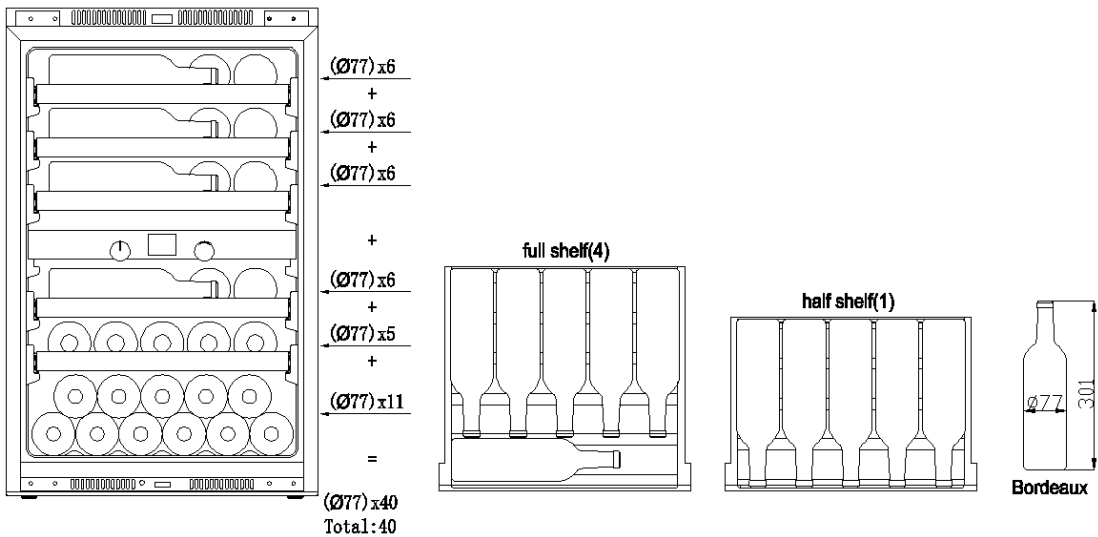 (Ø77)x6
+
(Ø77)x6
+
(Ø77)x6
+
(Ø77)x6
+
(Ø77)x5
+
(Ø77)x11
=
(Ø77)x40
Total:40
full shelf(4)
half shelf(1)
Ø77
301
Bordeaux